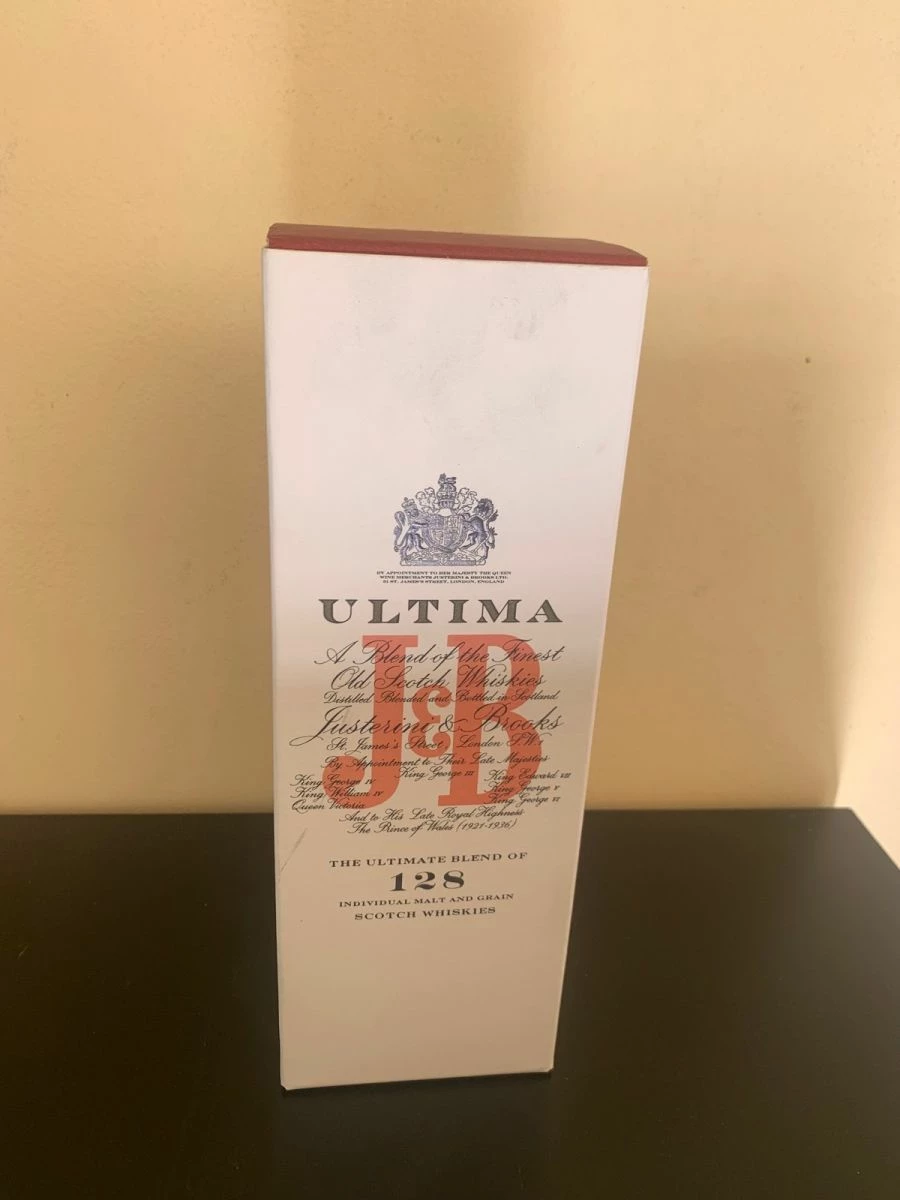 BY APPOINTMENT TO HER MAJESTY THE QUEEN
WINE MERCHANTS JUSTERINI & BROOKS LTD.
61 ST. JAMES'S STREET, LONDON, ENGLAND
ULTIMA
J&B
A Blend of the Finest
Old Scotch Whiskies
Distilled Blended and Bottled in Scotland
Justerini & Brooks
St. James's Street, London S.W.1
By Appointment to Their Late Majesties
King George III
King George IV King Edward VII
King William IV King George V
Queen Victoria King George VI
And to His Late Royal Highness
The Prince of Wales (1921-1936)
THE ULTIMATE BLEND OF
128
INDIVIDUAL MALT AND GRAIN
SCOTCH WHISKIES